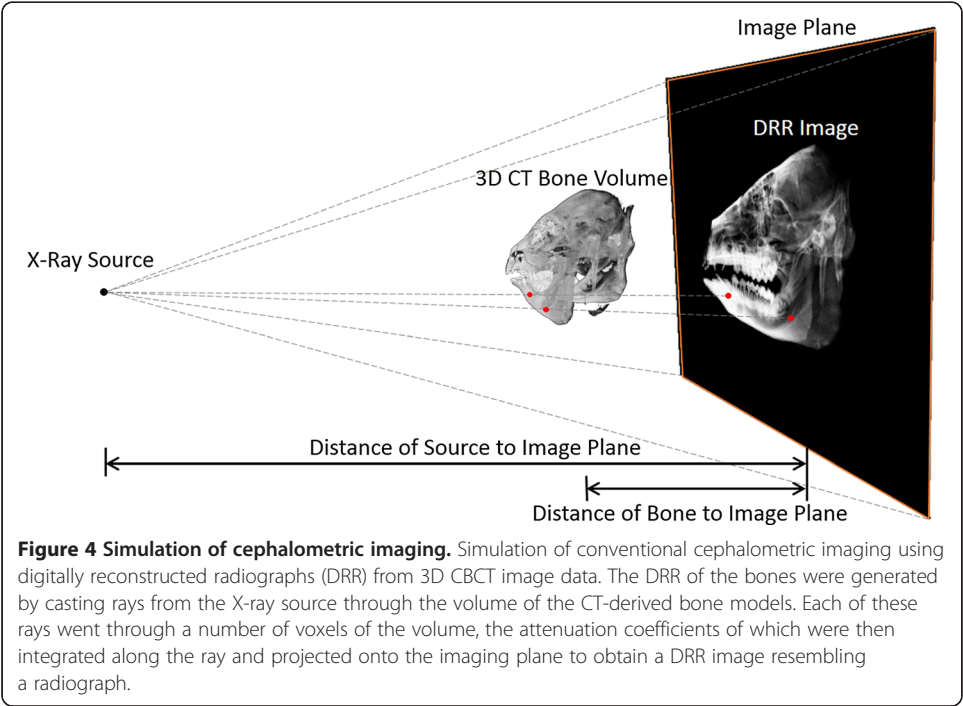 Image Plane
DRR Image
3D CT Bone Volume
X-Ray Source
Distance of Source to Image Plane
Distance of Bone to Image Plane
Figure 4 Simulation of cephalometric imaging. Simulation of conventional cephalometric imaging using
digitally reconstructed radiographs (DRR) from 3D CBCT image data. The DRR of the bones were generated
by casting rays from the X-ray source through the volume of the CT-derived bone models. Each of these
rays went through a number of voxels of the volume, the attenuation coefficients of which were then
integrated along the ray and projected onto the imaging plane to obtain a DRR image resembling
a radiograph.